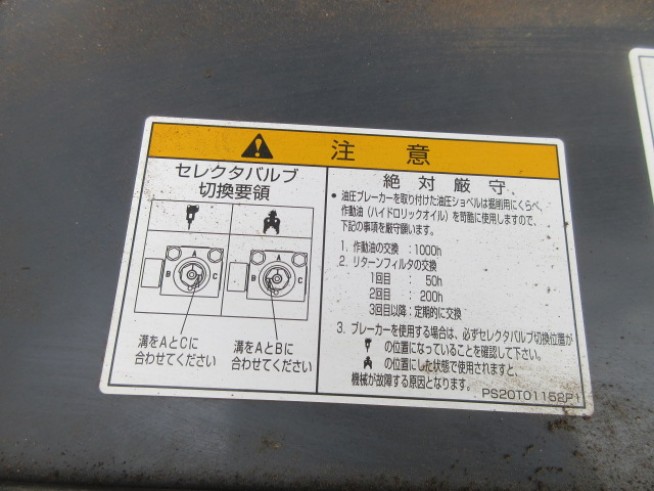 注意
セレクタバルブ
切換要領
A
B
C
A
B
C
溝をAとCに
合わせてください
溝をAとBに
合わせてください
絶対厳守
• 油圧ブレーカーを取り付けた油圧ショベルは掘削用にくらべ、
作動油（ハイドロリックオイル）を苛酷に使用しますので、
下記の事項を厳守願います。
1. 作動油の交換 : 1000h
2. リターンフィルタの交換
1回目 : 50h
2回目 : 200h
3回目以降 : 定期的に交換
3. ブレーカーを使用する場合は、必ずセレクタバルブ切換位置が
の位置になっていることを確認して下さい。
の位置にした状態で使用されますと、
機械が故障する原因となります。
PS20T01152P1